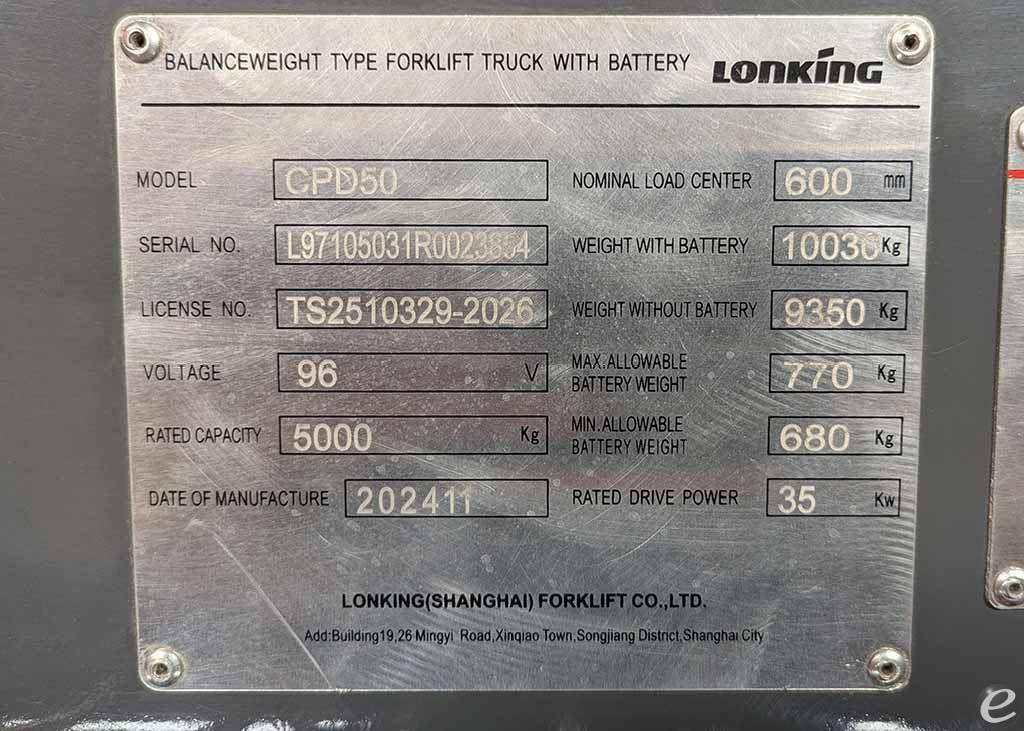 BALANCEWEIGHT TYPE FORKLIFT TRUCK WITH BATTERY LONKING
MODEL CPD50 NOMINAL LOAD CENTER 600 mm
SERIAL NO. WEIGHT WITH BATTERY 10030 Kg
LICENSE NO. TS2510329-2026 WEIGHT WITHOUT BATTERY 9350 Kg
VOLTAGE 96 V MAX.ALLOWABLE BATTERY WEIGHT 770 Kg
RATED CAPACITY 5000 Kg MIN.ALLOWABLE BATTERY WEIGHT 680 Kg
DATE OF MANUFACTURE 202411 RATED DRIVE POWER 35 Kw
LONKING(SHANGHAI) FORKLIFT CO.,LTD.
Add:Building19,26 Mingyi Road,Xinqiao Town,Songjiang District,Shanghai City
e